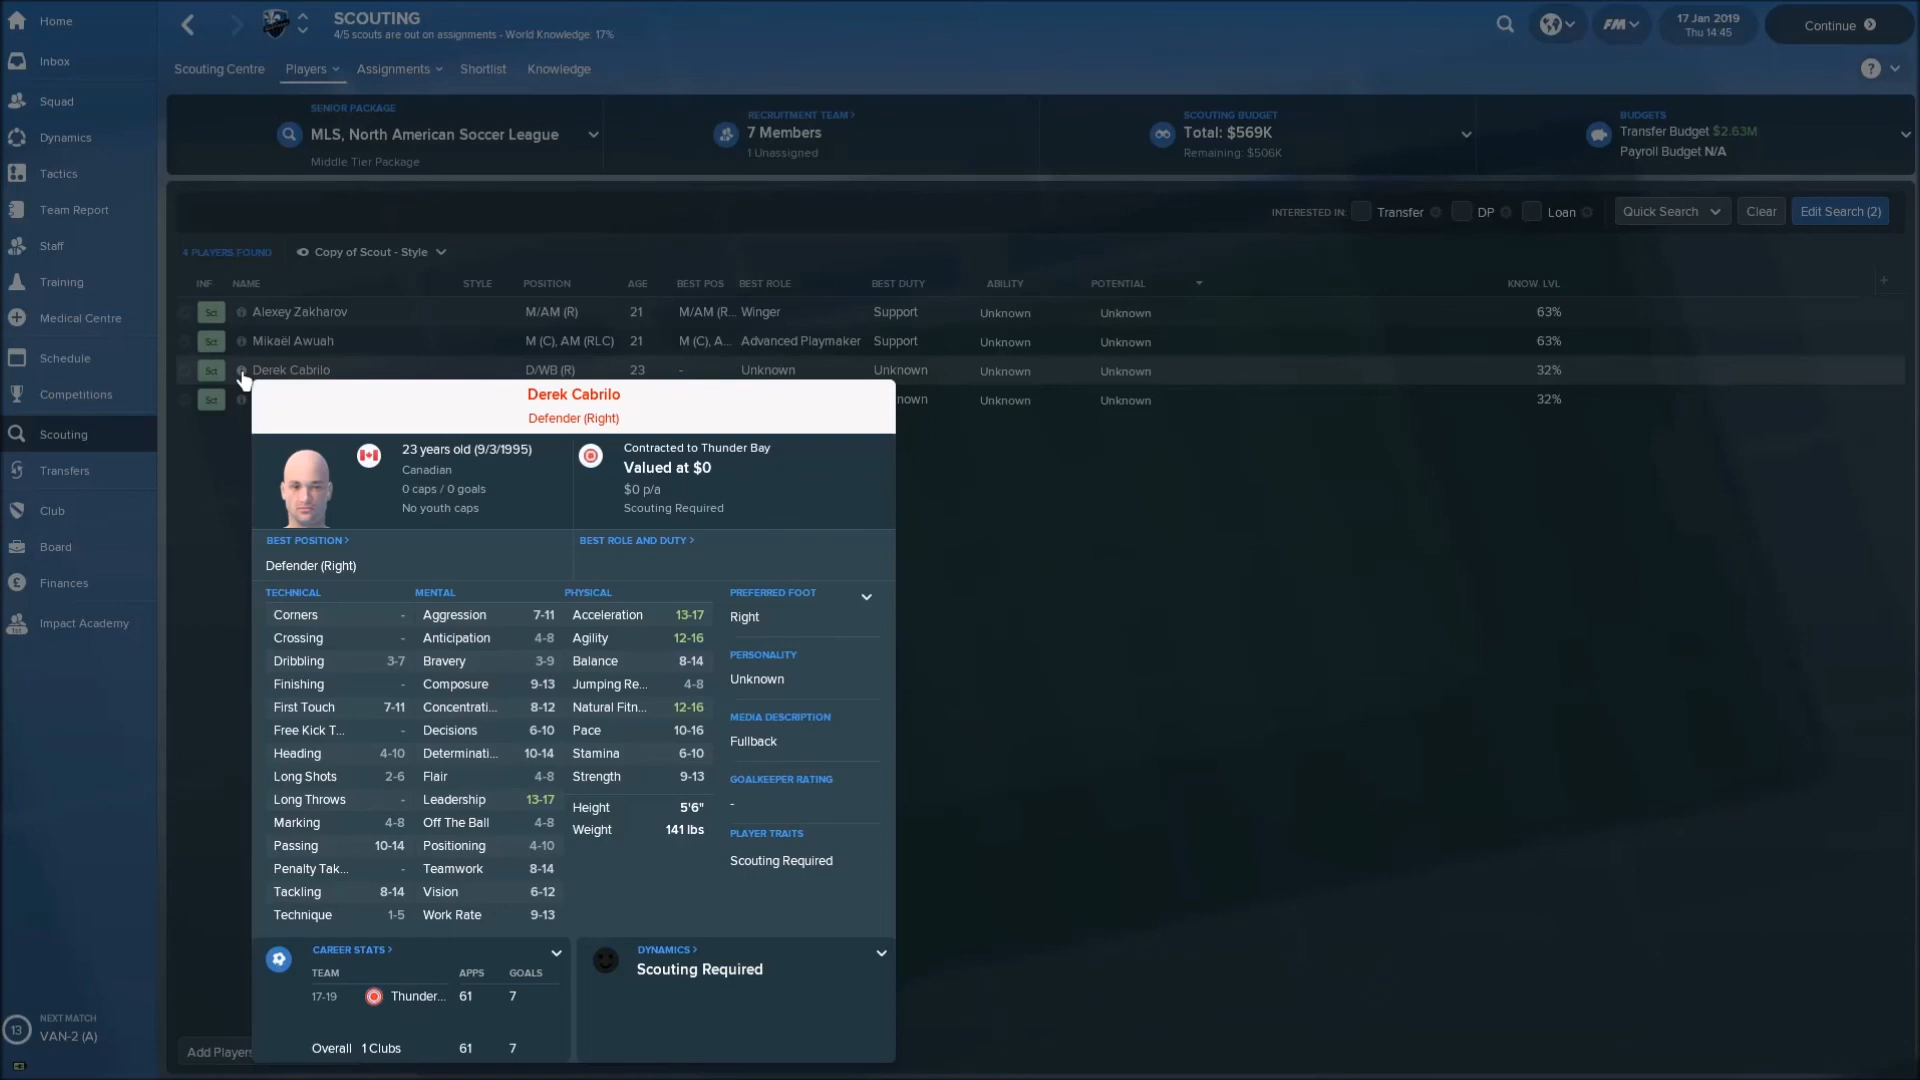 Home
Inbox
Squad
Dynamics
Tactics
Team Report
Staff
Training
Medical Centre
Schedule
Competitions
Scouting
Transfers
Club
Board
Finances
Impact Academy
13 NEXT MATCH
VAN-2 (A)
SCOUTING
4/5 scouts are out on assignments - World Knowledge: 17%
FM
17 Jan 2019
Thu 14:45
Continue
Scouting Centre Players Assignments Shortlist Knowledge
?
SENIOR PACKAGE
MLS, North American Soccer League
Middle Tier Package
RECRUITMENT TEAM >
7 Members
1 Unassigned
SCOUTING BUDGET
Total: $569K
Remaining: $506K
BUDGETS
Transfer Budget $2.63M
Payroll Budget N/A
INTERESTED IN: Transfer DP Loan Quick Search Clear Edit Search (2)
4 PLAYERS FOUND Copy of Scout - Style
INF NAME STYLE POSITION AGE BEST POS BEST ROLE BEST DUTY ABILITY POTENTIAL KNOW. LVL +
Sct Alexey Zakharov M/AM (R) 21 M/AM (R... Winger Support Unknown Unknown 63%
Sct Mikaël Awuah M (C), AM (RLC) 21 M (C), A... Advanced Playmaker Support Unknown Unknown 63%
Sct Derek Cabrilo D/WB (R) 23 - Unknown Unknown Unknown Unknown 32%
Sct nown Unknown Unknown 32%
Derek Cabrilo
Defender (Right)
23 years old (9/3/1995)
Canadian
0 caps / 0 goals
No youth caps
Contracted to Thunder Bay
Valued at $0
$0 p/a
Scouting Required
BEST POSITION >
Defender (Right)
BEST ROLE AND DUTY >
TECHNICAL MENTAL PHYSICAL
Corners - Aggression 7-11 Acceleration 13-17
Crossing - Anticipation 4-8 Agility 12-16
Dribbling 3-7 Bravery 3-9 Balance 8-14
Finishing - Composure 9-13 Jumping Re... 4-8
First Touch 7-11 Concentrati... 8-12 Natural Fitn... 12-16
Free Kick T... - Decisions 6-10 Pace 10-16
Heading 4-10 Determinati... 10-14 Stamina 6-10
Long Shots 2-6 Flair 4-8 Strength 9-13
Long Throws - Leadership 13-17 Height 5'6"
Marking 4-8 Off The Ball 4-8 Weight 141 lbs
Passing 10-14 Positioning 4-10
Penalty Tak... - Teamwork 8-14
Tackling 8-14 Vision 6-12
Technique 1-5 Work Rate 9-13
PREFERRED FOOT
Right
PERSONALITY
Unknown
MEDIA DESCRIPTION
Fullback
GOALKEEPER RATING
-
PLAYER TRAITS
Scouting Required
CAREER STATS >
TEAM APPS GOALS
17-19 Thunder... 61 7
Overall 1 Clubs 61 7
DYNAMICS >
Scouting Required
Add Players